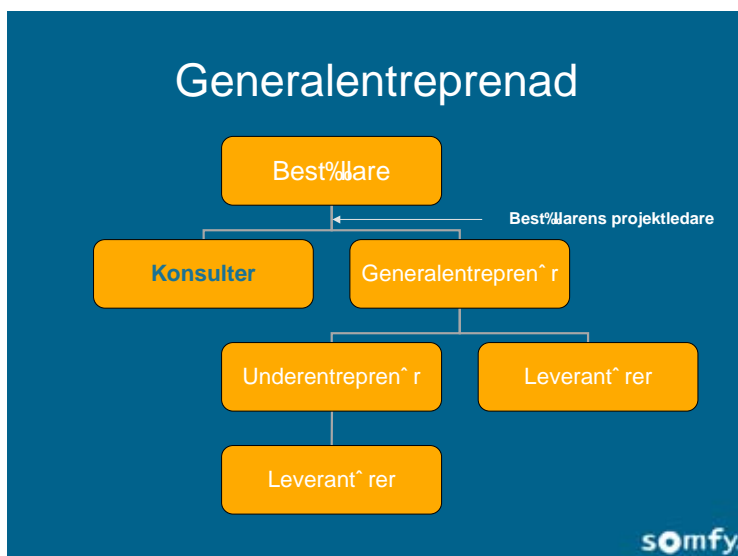 Generalentreprenad
Best‰llare
Best‰llarens projektledare
Konsulter
Generalentreprenˆ r
Underentreprenˆ r
Leverantˆ rer
Leverantˆ rer
somfy.